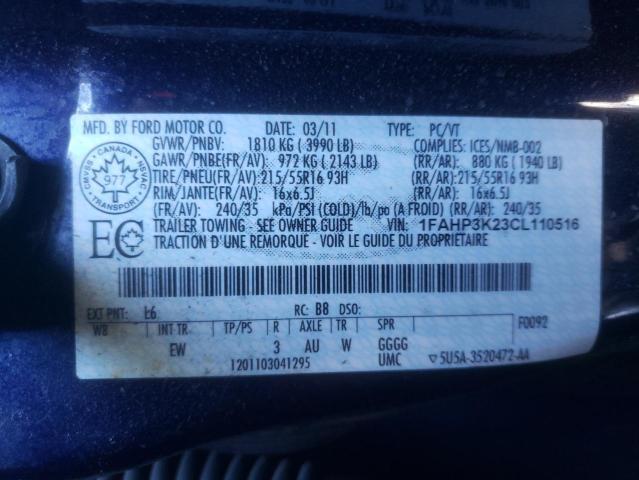 MFD. BY FORD MOTOR CO. DATE: 03/11 TYPE: PC/VT
GVWR/PNBV: 1810 KG ( 3990 LB) COMPLIES: ICES/NMB-002
GAWR/PNBE(FR/AV): 972 KG ( 2143 LB) (RR/AR): 880 KG ( 1940 LB)
TIRE/PNEU(FR/AV):215/55R16 93H (RR/AR):215/55R16 93H
RIM/JANTE(FR/AV): 16x6.5J (RR/AR): 16x6.5J
(FR/AV): 240/35 kPa/PSI (COLD)/lb/po (A FROID) (RR/AR): 240/35
TRAILER TOWING - SEE OWNER GUIDE VIN: 1FAHP3K23CL110516
TRACTION D'UNE REMORQUE - VOIR LE GUIDE DU PROPRIÉTAIRE
CANADA
CMVSS NSVAC
977
TRANSPORT
EC
EXT PNT: L6 RC: B8 DSO:
WB INT TR TP/PS R AXLE TR SPR F0092
EW 3 AU W GGGG
1201103041295 UMC ▽5U5A-3520472-AA